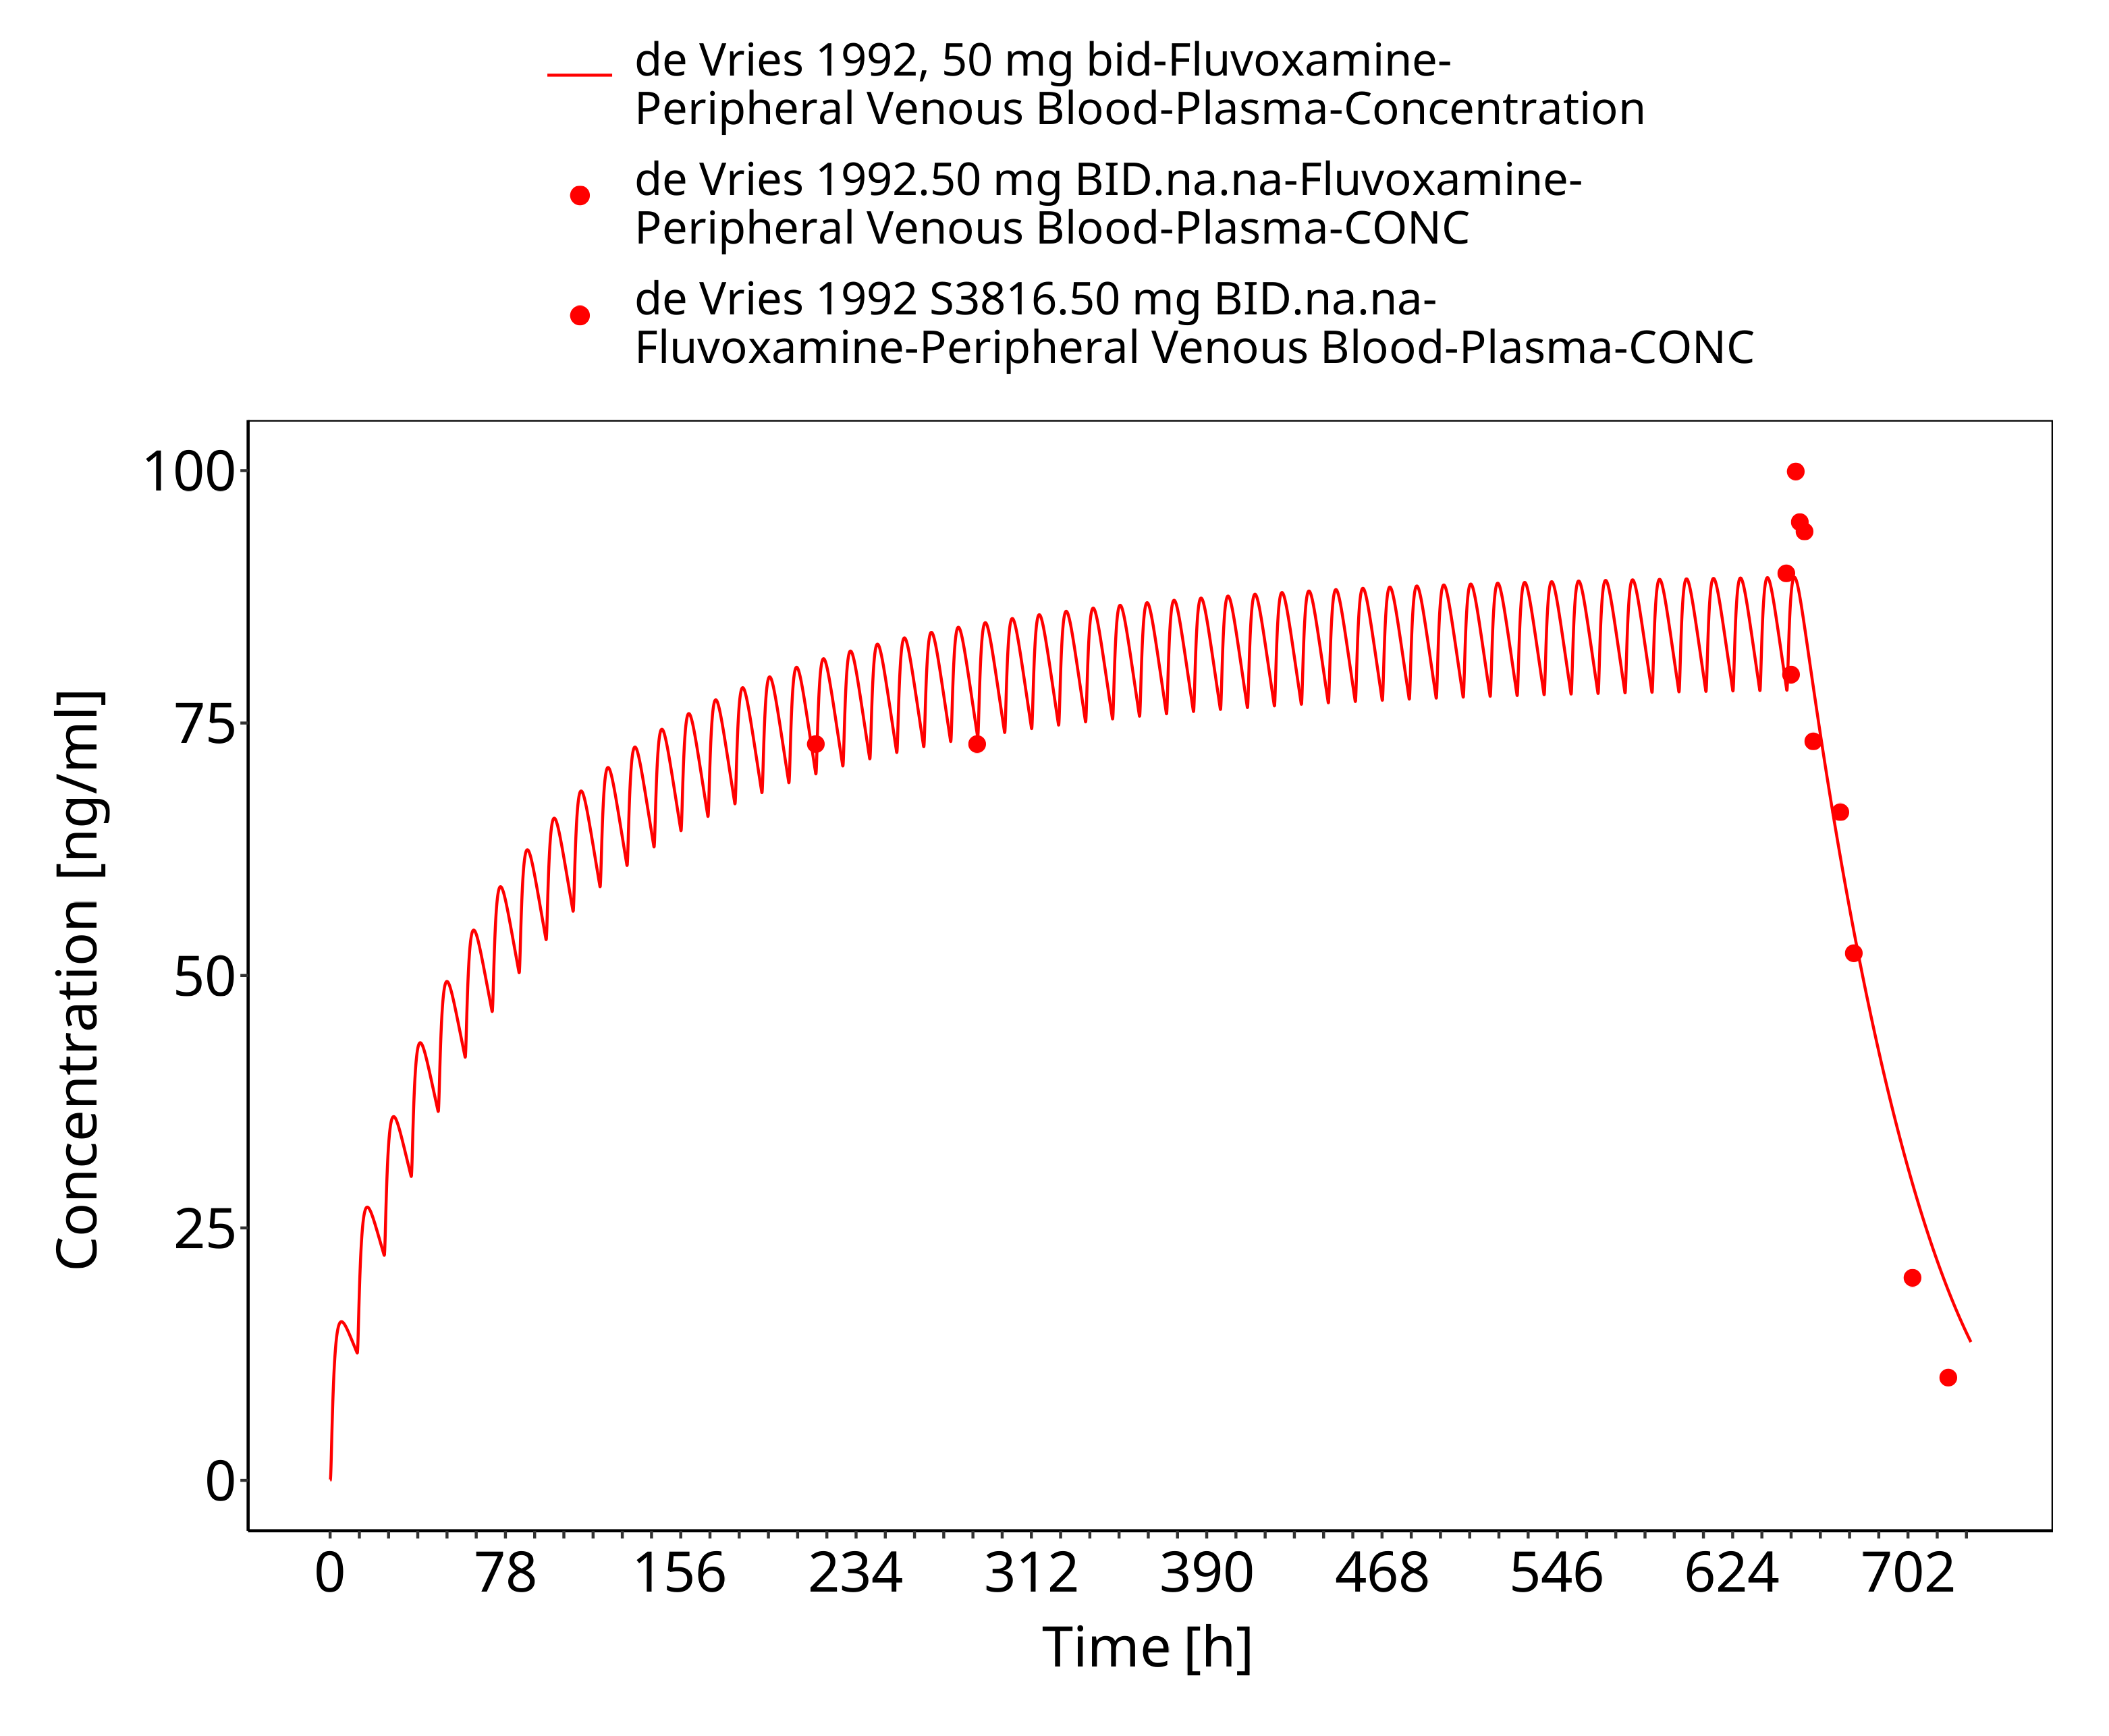 de Vries 1992, 50 mg bid-Fluvoxamine-
Peripheral Venous Blood-Plasma-Concentration
de Vries 1992.50 mg BID.na.na-Fluvoxamine-
Peripheral Venous Blood-Plasma-CONC
de Vries 1992 S3816.50 mg BID.na.na-
Fluvoxamine-Peripheral Venous Blood-Plasma-CONC
Concentration [ng/ml]
100
75
50
25
0
0 78 156 234 312 390 468 546 624 702
Time [h]